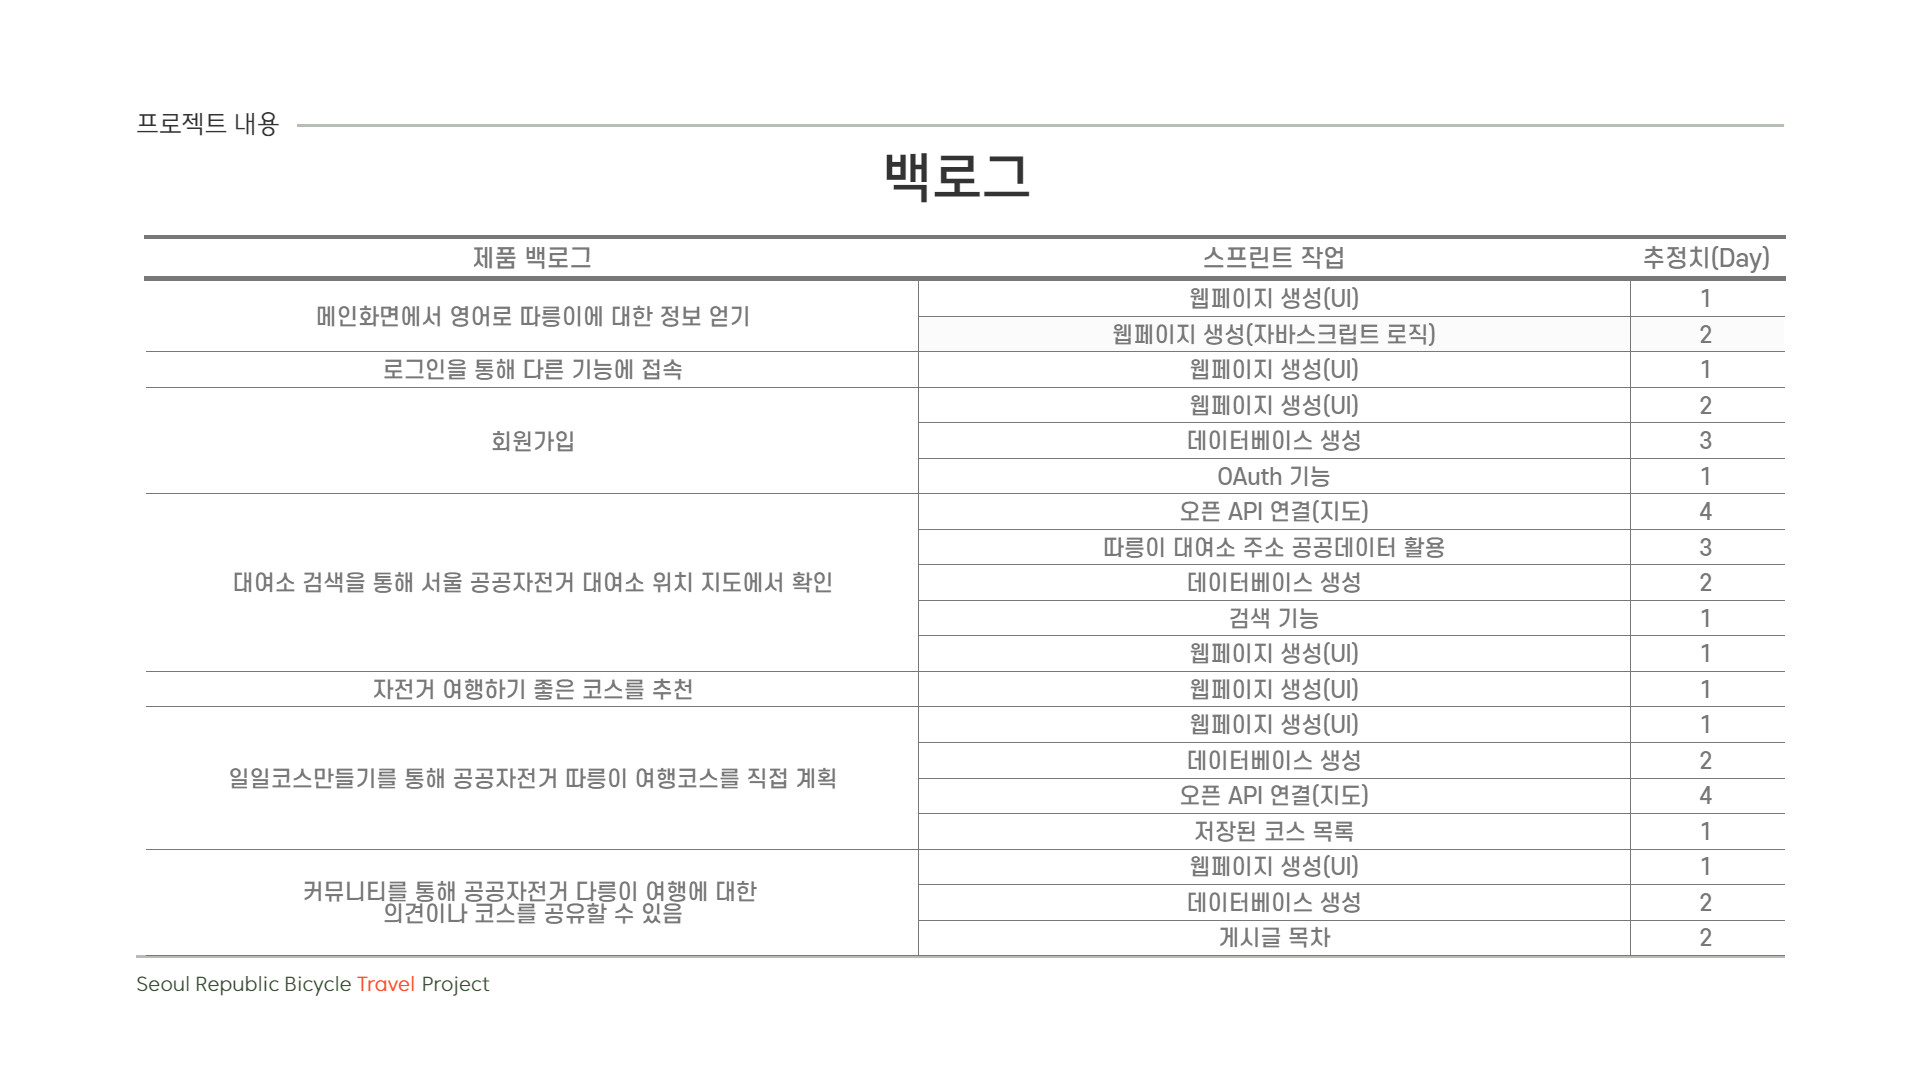 프로젝트 내용
백로그
제품 백로그 스프린트 작업 추정치(Day)
메인화면에서 영어로 따릉이에 대한 정보 얻기
웹페이지 생성(UI) 1
웹페이지 생성(자바스크립트 로직) 2
로그인을 통해 다른 기능에 접속 웹페이지 생성(UI) 1
회원가입
웹페이지 생성(UI) 2
데이터베이스 생성 3
OAuth 기능 1
대여소 검색을 통해 서울 공공자전거 대여소 위치 지도에서 확인
오픈 API 연결(지도) 4
따릉이 대여소 주소 공공데이터 활용 3
데이터베이스 생성 2
검색 기능 1
웹페이지 생성(UI) 1
자전거 여행하기 좋은 코스를 추천 웹페이지 생성(UI) 1
일일코스만들기를 통해 공공자전거 따릉이 여행코스를 직접 계획
웹페이지 생성(UI) 1
데이터베이스 생성 2
오픈 API 연결(지도) 4
저장된 코스 목록 1
커뮤니티를 통해 공공자전거 다릉이 여행에 대한
의견이나 코스를 공유할 수 있음
웹페이지 생성(UI) 1
데이터베이스 생성 2
게시글 목차 2
Seoul Republic Bicycle Travel Project